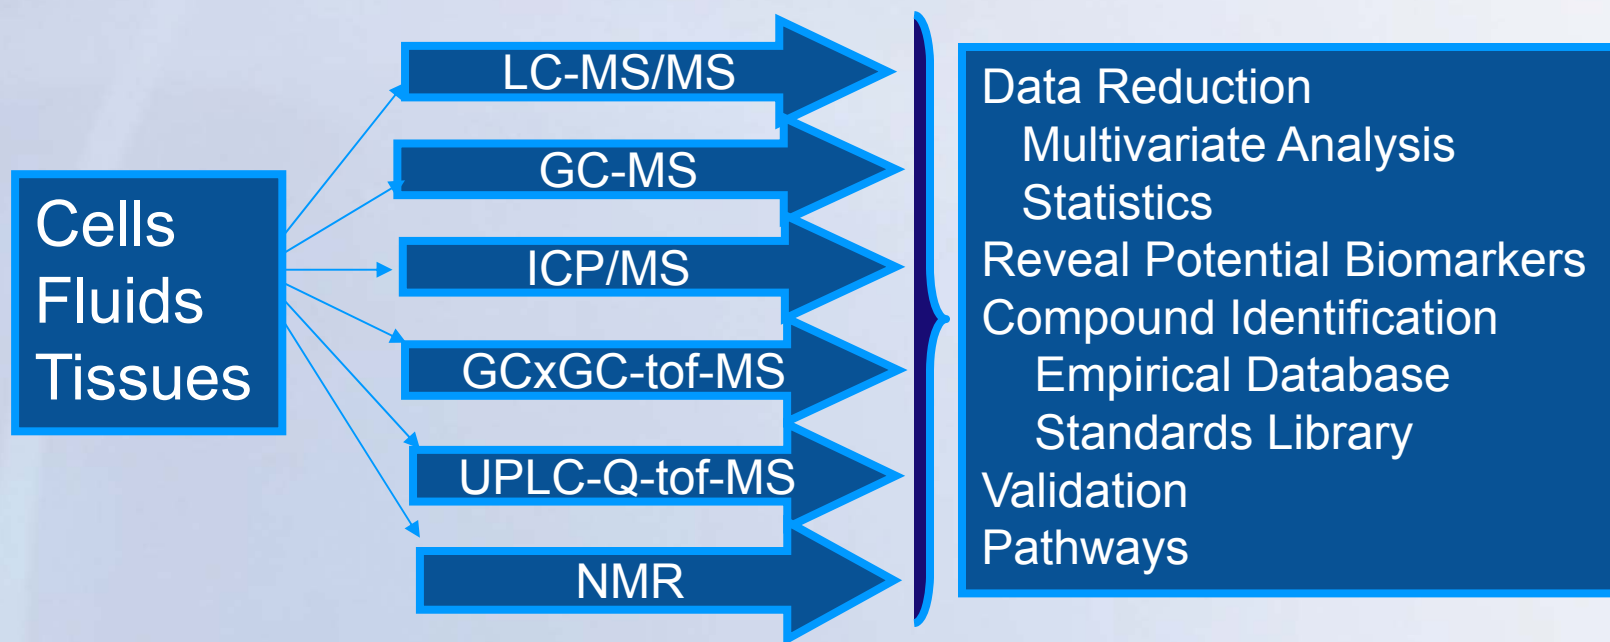 Cells
Fluids
Tissues
LC-MS/MS
GC-MS
ICP/MS
GCxGC-tof-MS
UPLC-Q-tof-MS
NMR
Data Reduction
Multivariate Analysis
Statistics
Reveal Potential Biomarkers
Compound Identification
Empirical Database
Standards Library
Validation
Pathways